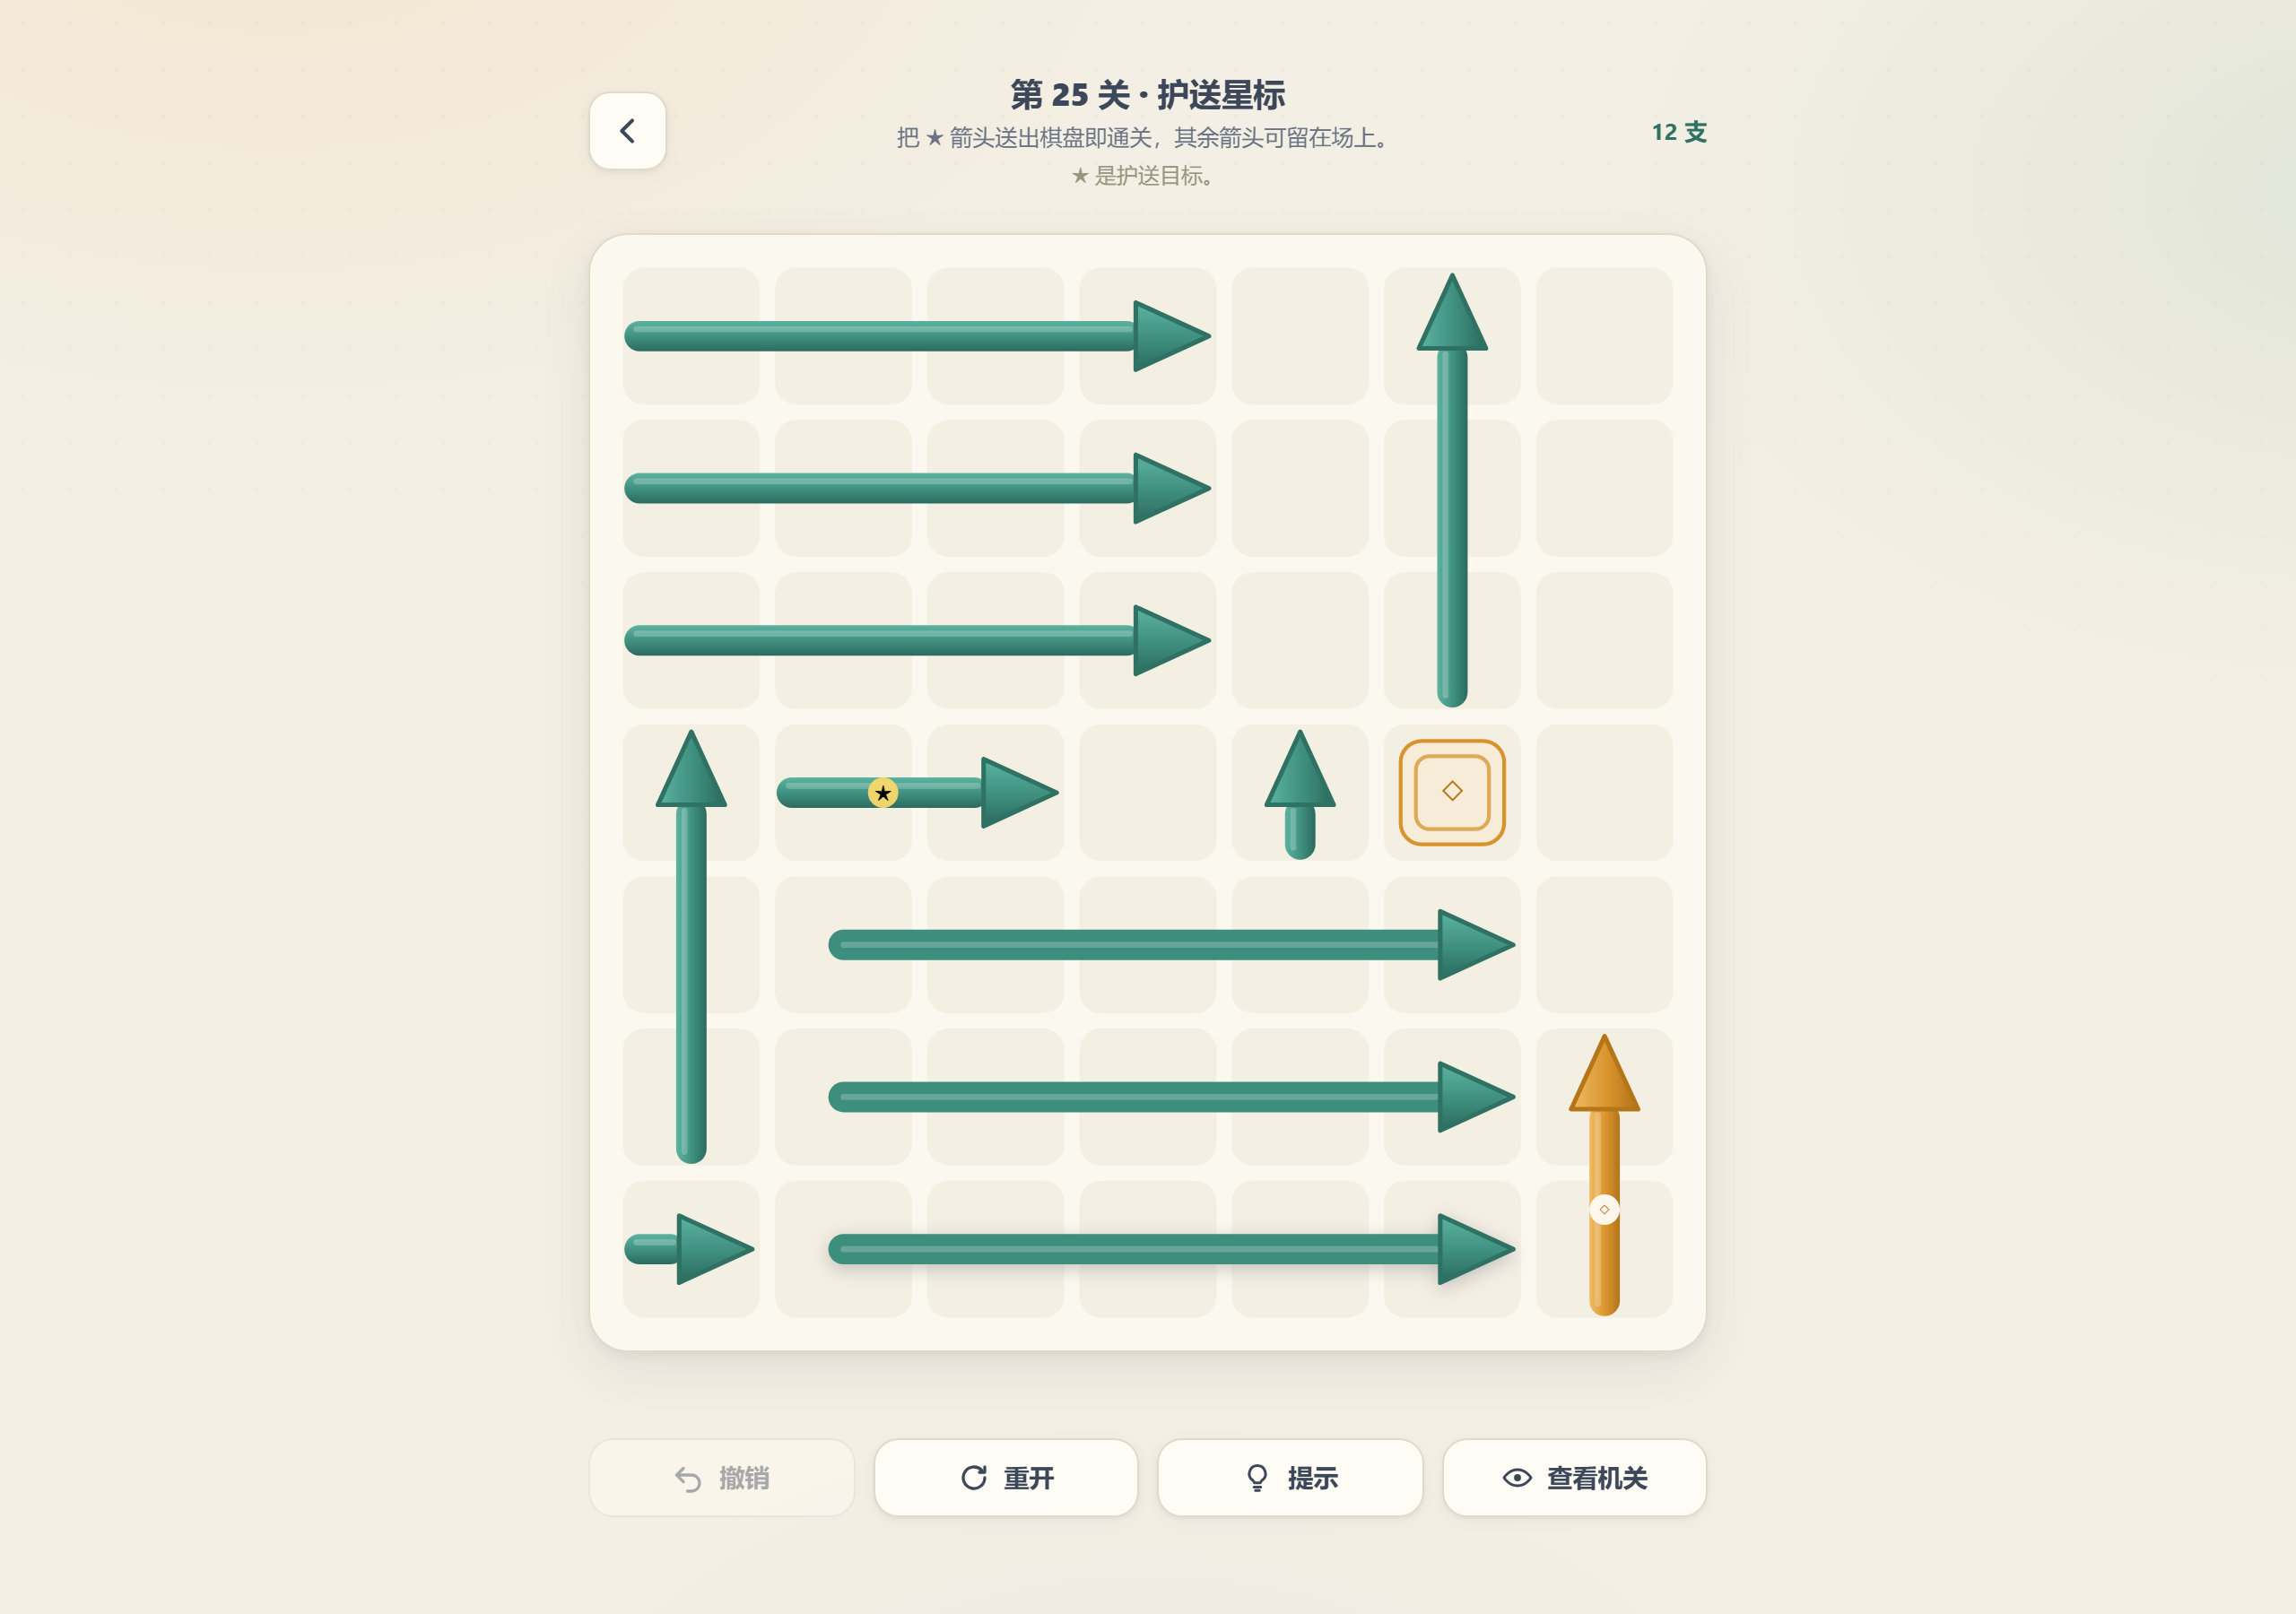 第 25 关 · 护送星标
把 ★ 箭头送出棋盘即通关，其余箭头可留在场上。
★ 是护送目标。
12 支
撤销
重开
提示
查看机关